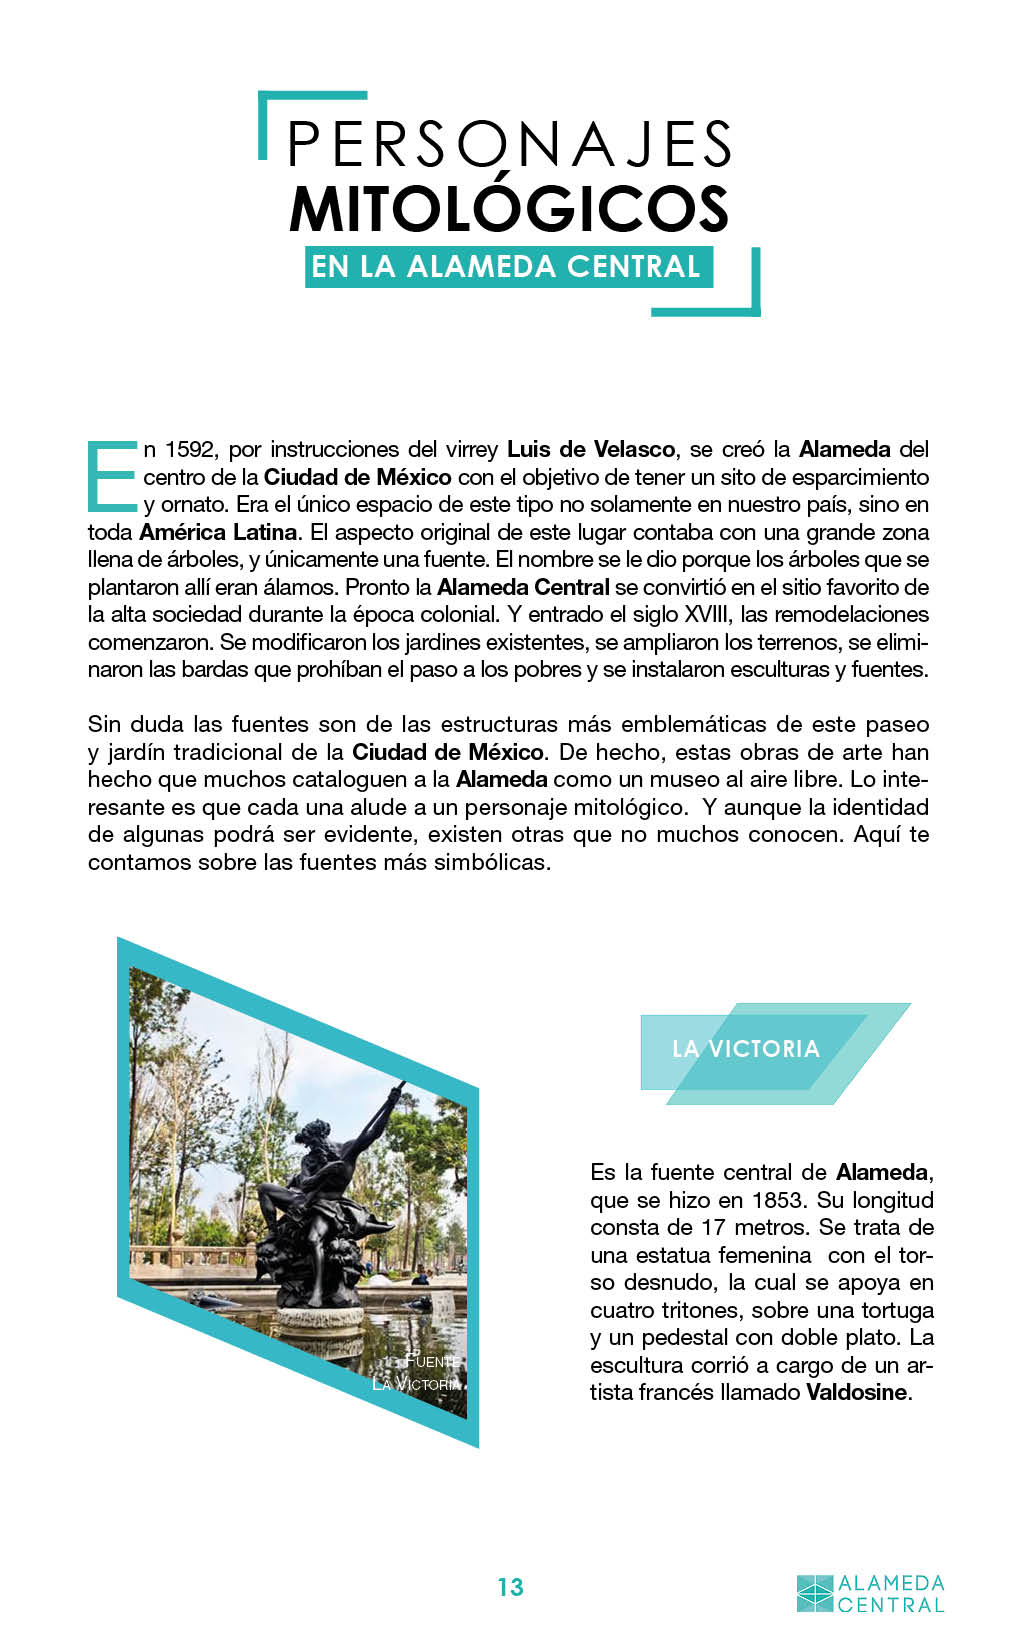 PERSONAJES
MITOLÓGICOS
EN LA ALAMEDA CENTRAL
En 1592, por instrucciones del virrey Luis de Velasco, se creó la Alameda del
centro de la Ciudad de México con el objetivo de tener un sito de esparcimiento
y ornato. Era el único espacio de este tipo no solamente en nuestro país, sino en
toda América Latina. El aspecto original de este lugar contaba con una grande zona
llena de árboles, y únicamente una fuente. El nombre se le dio porque los árboles que se
plantaron allí eran álamos. Pronto la Alameda Central se convirtió en el sitio favorito de
la alta sociedad durante la época colonial. Y entrado el siglo XVIII, las remodelaciones
comenzaron. Se modificaron los jardines existentes, se ampliaron los terrenos, se elimi-
naron las bardas que prohíban el paso a los pobres y se instalaron esculturas y fuentes.
Sin duda las fuentes son de las estructuras más emblemáticas de este paseo
y jardín tradicional de la Ciudad de México. De hecho, estas obras de arte han
hecho que muchos cataloguen a la Alameda como un museo al aire libre. Lo inte-
resante es que cada una alude a un personaje mitológico. Y aunque la identidad
de algunas podrá ser evidente, existen otras que no muchos conocen. Aquí te
contamos sobre las fuentes más simbólicas.
FUENTE
LA VICTORIA
LA VICTORIA
Es la fuente central de Alameda,
que se hizo en 1853. Su longitud
consta de 17 metros. Se trata de
una estatua femenina con el tor-
so desnudo, la cual se apoya en
cuatro tritones, sobre una tortuga
y un pedestal con doble plato. La
escultura corrió a cargo de un ar-
tista francés llamado Valdosine.
13
ALAMEDA
CENTRAL